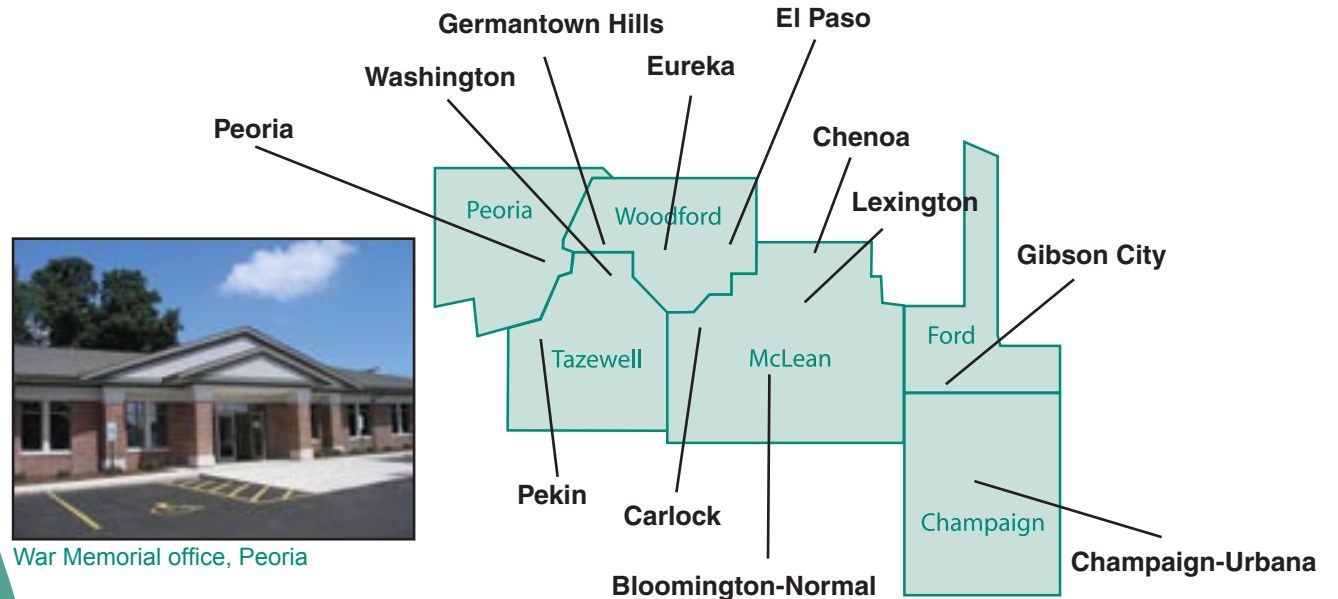 Germantown Hills
El Paso
Washington
Eureka
Peoria
Chenoa
Lexington
Gibson City
Peoria
Woodford
Ford
Tazewell
McLean
Pekin
Carlock
Champaign
Champaign-Urbana
Bloomington-Normal
War Memorial office, Peoria